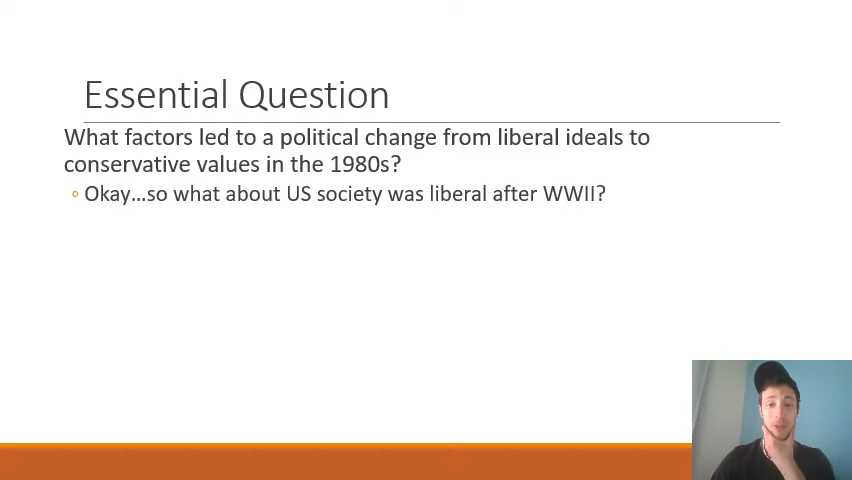 Essential Question
What factors led to a political change from liberal ideals to
conservative values in the 1980s?
Okay…so what about US society was liberal after WWII?